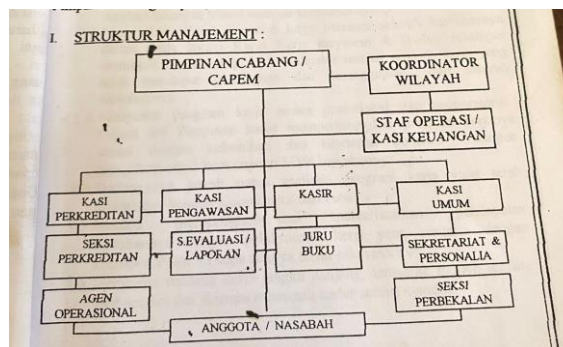 I. STRUKTUR MANAJEMENT :
PIMPINAN CABANG /
CAPEM
KOORDINATOR
WILAYAH
STAF OPERASI /
KASI KEUANGAN
KASI
PERKREDITAN
KASI
PENGAWASAN
KASIR
KASI
UMUM
SEKSI
PERKREDITAN
S.EVALUASI /
LAPORAN
JURU
BUKU
SEKRETARIAT &
PERSONALIA
AGEN
OPERASIONAL
SEKSI
PERBEKALAN
ANGGOTA / NASABAH